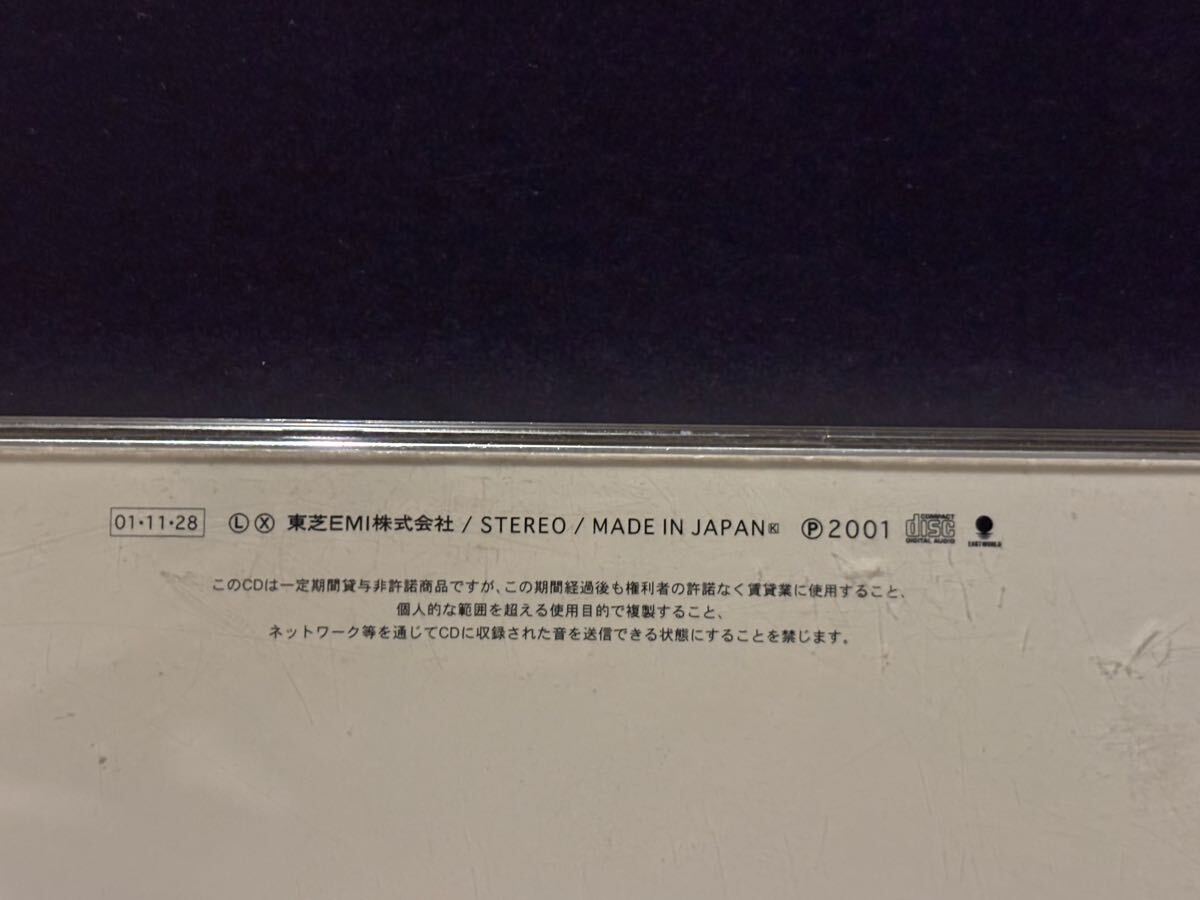 01・11・28 Ⓛ Ⓧ 東芝EMI株式会社 / STEREO / MADE IN JAPAN K Ⓟ2001 COMPACT disc DIGITAL AUDIO EASTWORLD
このCDは一定期間貸与非許諾商品ですが、この期間経過後も権利者の許諾なく賃貸業に使用すること、
個人的な範囲を超える使用目的で複製すること、
ネットワーク等を通じてCDに収録された音を送信できる状態にすることを禁じます。